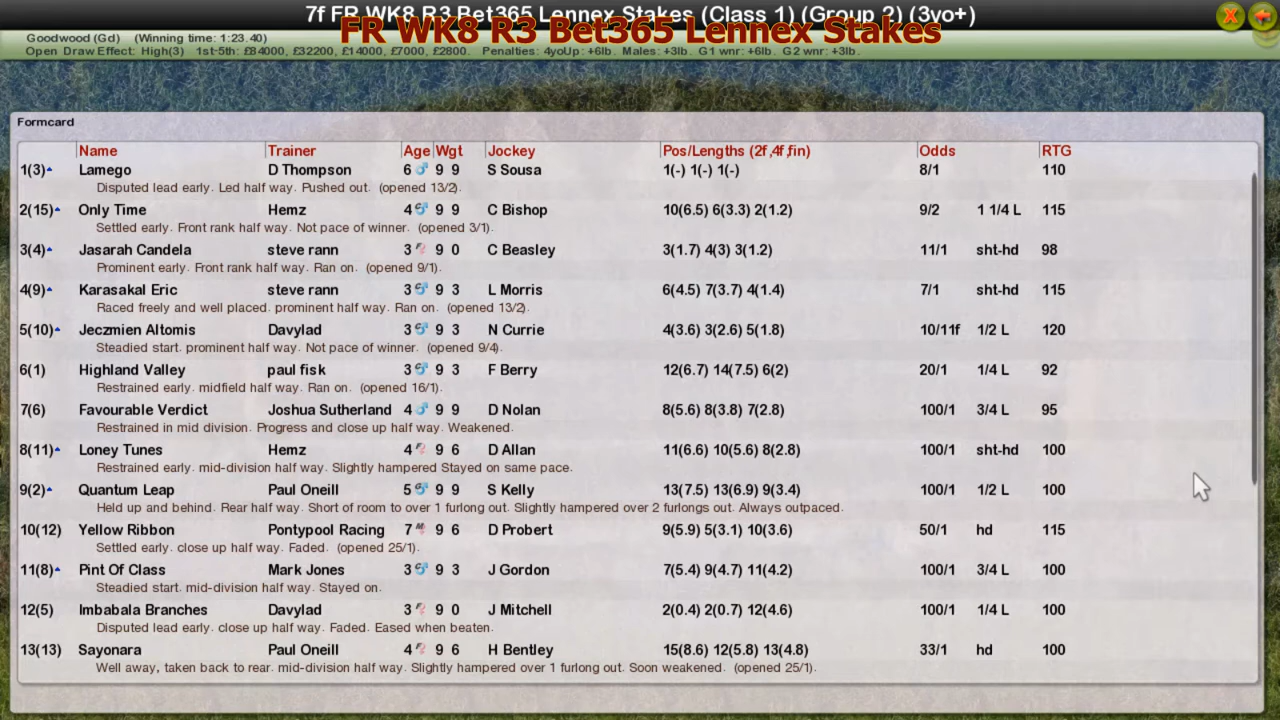 7f FR WK8 R3 Bet365 Lennex Stakes (Class 1) (Group 2) (3yo+)
FR WK8 R3 Bet365 Lennex Stakes
Goodwood (Gd) (Winning time: 1:23.40)
Open Draw Effect: High(3) 1st-5th: £84000, £32200, £14000, £7000, £2800. Penalties: 4yoUp: +6lb. Males: +3lb. G1 wnr: +6lb. G2 wnr: +3lb.
Formcard
Name Trainer Age Wgt Jockey Pos/Lengths (2f,4f,fin) Odds RTG
1(3) Lamego D Thompson 6 9 9 S Sousa 1(-) 1(-) 1(-) 8/1 110
Disputed lead early. Led half way. Pushed out. (opened 13/2).
2(15) Only Time Hemz 4 9 9 C Bishop 10(6.5) 6(3.3) 2(1.2) 9/2 1 1/4 L 115
Settled early. Front rank half way. Not pace of winner. (opened 3/1).
3(4) Jasarah Candela steve rann 3 9 0 C Beasley 3(1.7) 4(3) 3(1.2) 11/1 sht-hd 98
Prominent early. Front rank half way. Ran on. (opened 9/1).
4(9) Karasakal Eric steve rann 3 9 3 L Morris 6(4.5) 7(3.7) 4(1.4) 7/1 sht-hd 115
Raced freely and well placed. prominent half way. Ran on. (opened 13/2).
5(10) Jeczmien Altomis Davylad 3 9 3 N Currie 4(3.6) 3(2.6) 5(1.8) 10/11f 1/2 L 120
Steadied start. prominent half way. Not pace of winner. (opened 9/4).
6(1) Highland Valley paul fisk 3 9 3 F Berry 12(6.7) 14(7.5) 6(2) 20/1 1/4 L 92
Restrained early. midfield half way. Ran on. (opened 16/1).
7(6) Favourable Verdict Joshua Sutherland 4 9 9 D Nolan 8(5.6) 8(3.8) 7(2.8) 100/1 3/4 L 95
Restrained in mid division. Progress and close up half way. Weakened.
8(11) Loney Tunes Hemz 4 9 6 D Allan 11(6.6) 10(5.6) 8(2.8) 100/1 sht-hd 100
Restrained early. mid-division half way. Slightly hampered Stayed on same pace.
9(2) Quantum Leap Paul Oneill 5 9 9 S Kelly 13(7.5) 13(6.9) 9(3.4) 100/1 1/2 L 100
Held up and behind. Rear half way. Short of room to over 1 furlong out. Slightly hampered over 2 furlongs out. Always outpaced.
10(12) Yellow Ribbon Pontypool Racing 7 9 6 D Probert 9(5.9) 5(3.1) 10(3.6) 50/1 hd 115
Settled early. close up half way. Faded. (opened 25/1).
11(8) Pint Of Class Mark Jones 3 9 3 J Gordon 7(5.4) 9(4.7) 11(4.2) 100/1 3/4 L 100
Steadied start. mid-division half way. Stayed on.
12(5) Imbabala Branches Davylad 3 9 0 J Mitchell 2(0.4) 2(0.7) 12(4.6) 100/1 1/4 L 100
Disputed lead early. close up half way. Faded. Eased when beaten.
13(13) Sayonara Paul Oneill 4 9 6 H Bentley 15(8.6) 12(5.8) 13(4.8) 33/1 hd 100
Well away, taken back to rear. mid-division half way. Slightly hampered over 1 furlong out. Soon weakened. (opened 25/1).